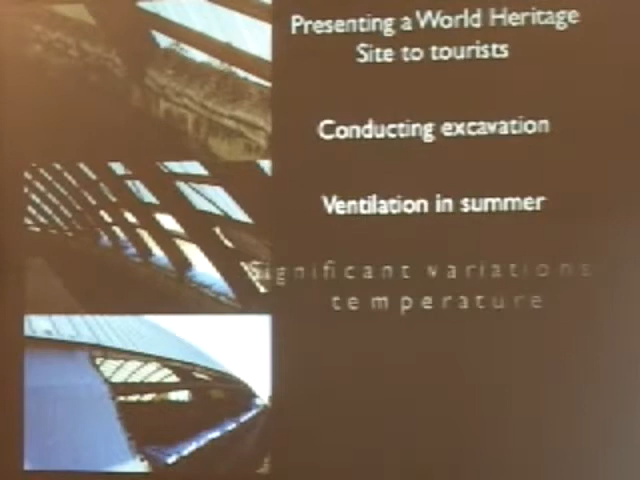 Presenting a World Heritage
Site to tourists
Conducting excavation
Ventilation in summer
Significant variations
temperature